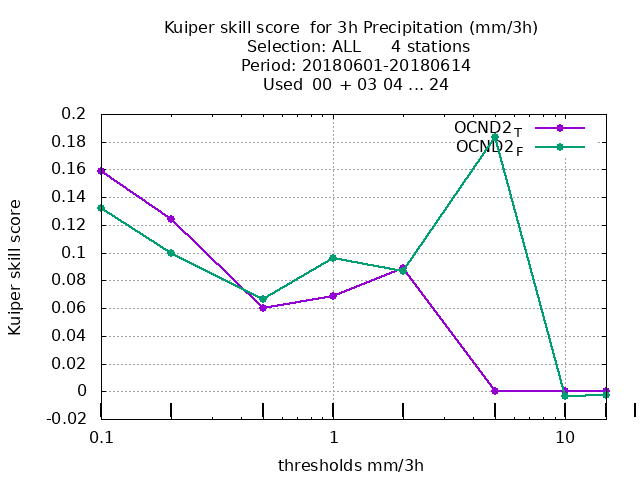 Kuiper skill score  for 3h Precipitation (mm/3h)
Selection: ALL      4 stations
Period: 20180601-20180614
Used  00 + 03 04 ... 24
OCND2_T
OCND2_F
0.2
0.18
0.16
0.14
0.12
0.1
0.08
0.06
0.04
0.02
0
-0.02
Kuiper skill score
0.1 1 10
thresholds mm/3h